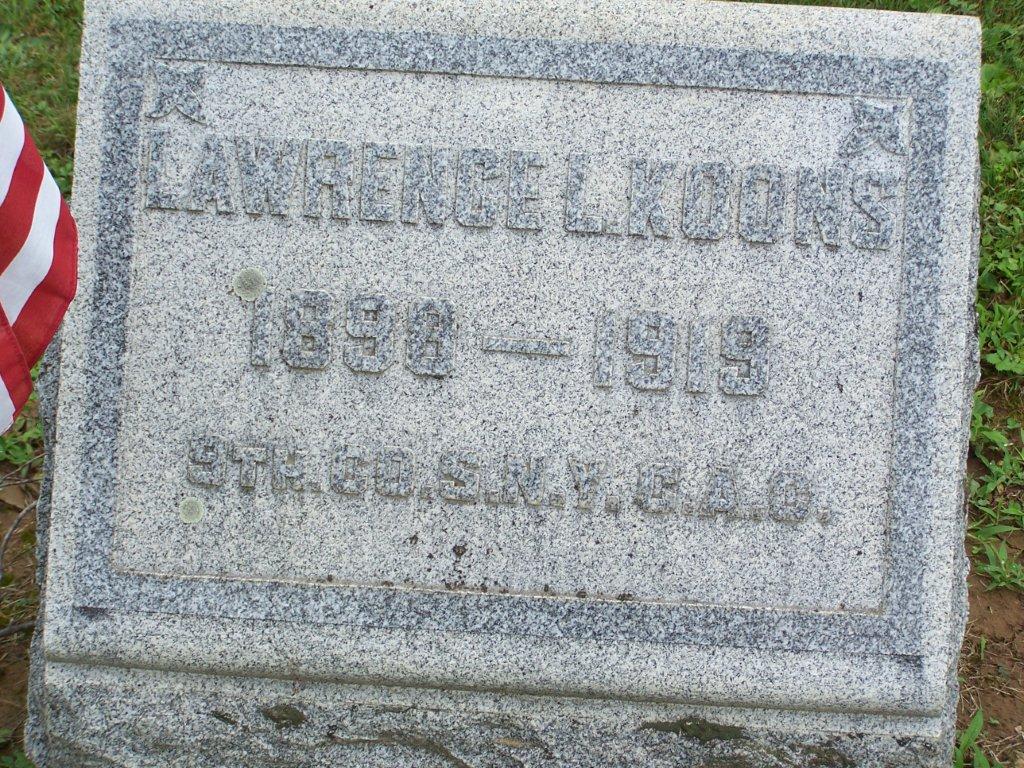 LAWRENCE L. KOONS
1898 — 1919
9TH. CO. S. N. Y. C. A. C.